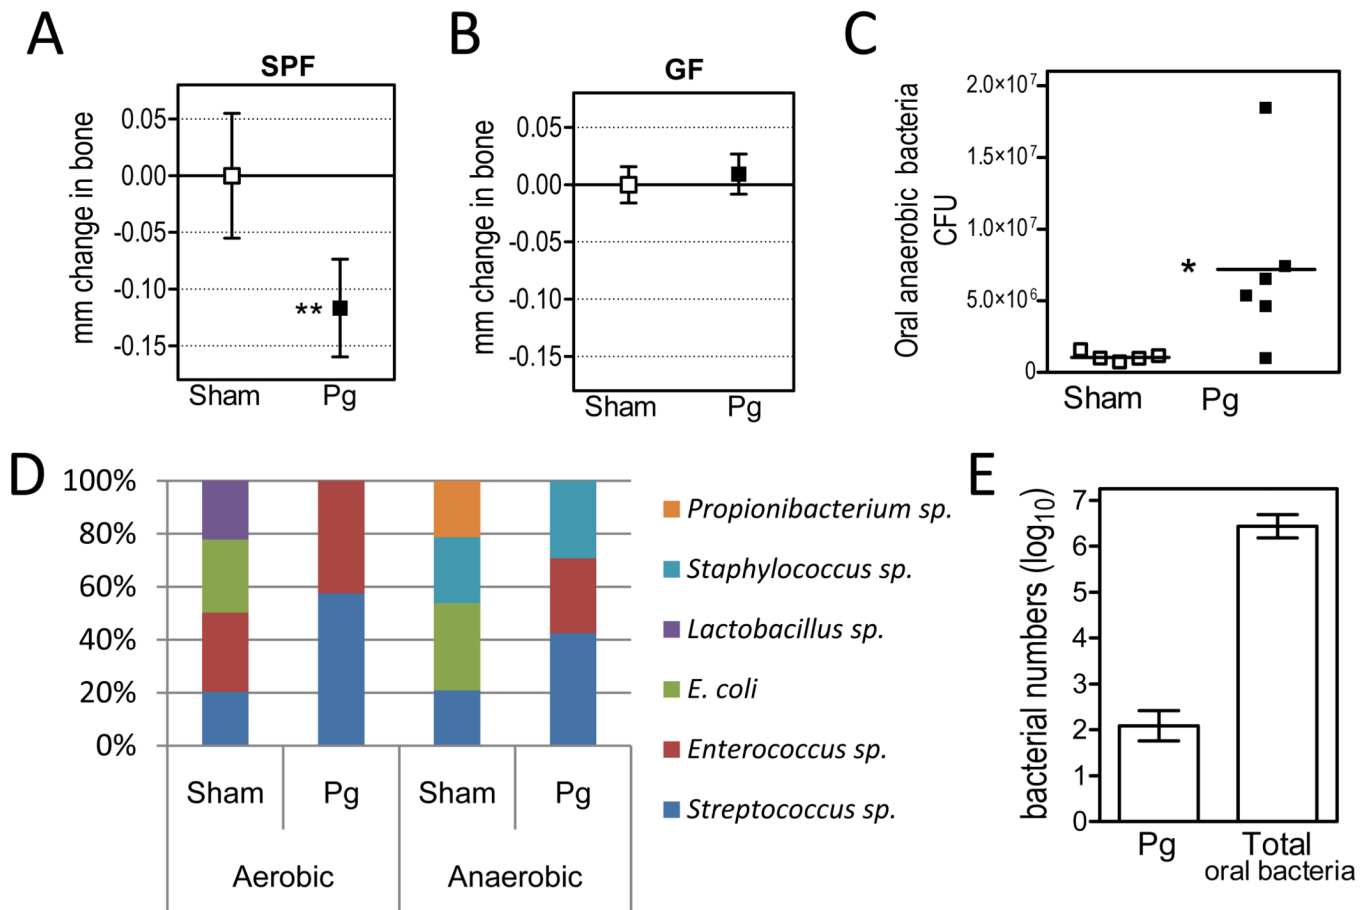 A
SPF
mm change in bone
0.05
0.00
-0.05
-0.10
-0.15
**
Sham Pg
B
GF
mm change in bone
0.05
0.00
-0.05
-0.10
-0.15
Sham Pg
C
Oral anaerobic bacteria
CFU
2.0×10⁷
1.5×10⁷
1.0×10⁷
5.0×10⁶
0
*
Sham Pg
D
100%
80%
60%
40%
20%
0%
Sham Pg Sham Pg
Aerobic Anaerobic
Propionibacterium sp.
Staphylococcus sp.
Lactobacillus sp.
E. coli
Enterococcus sp.
Streptococcus sp.
E
bacterial numbers (log₁₀)
7
6
5
4
3
2
1
0
Pg Total
oral bacteria